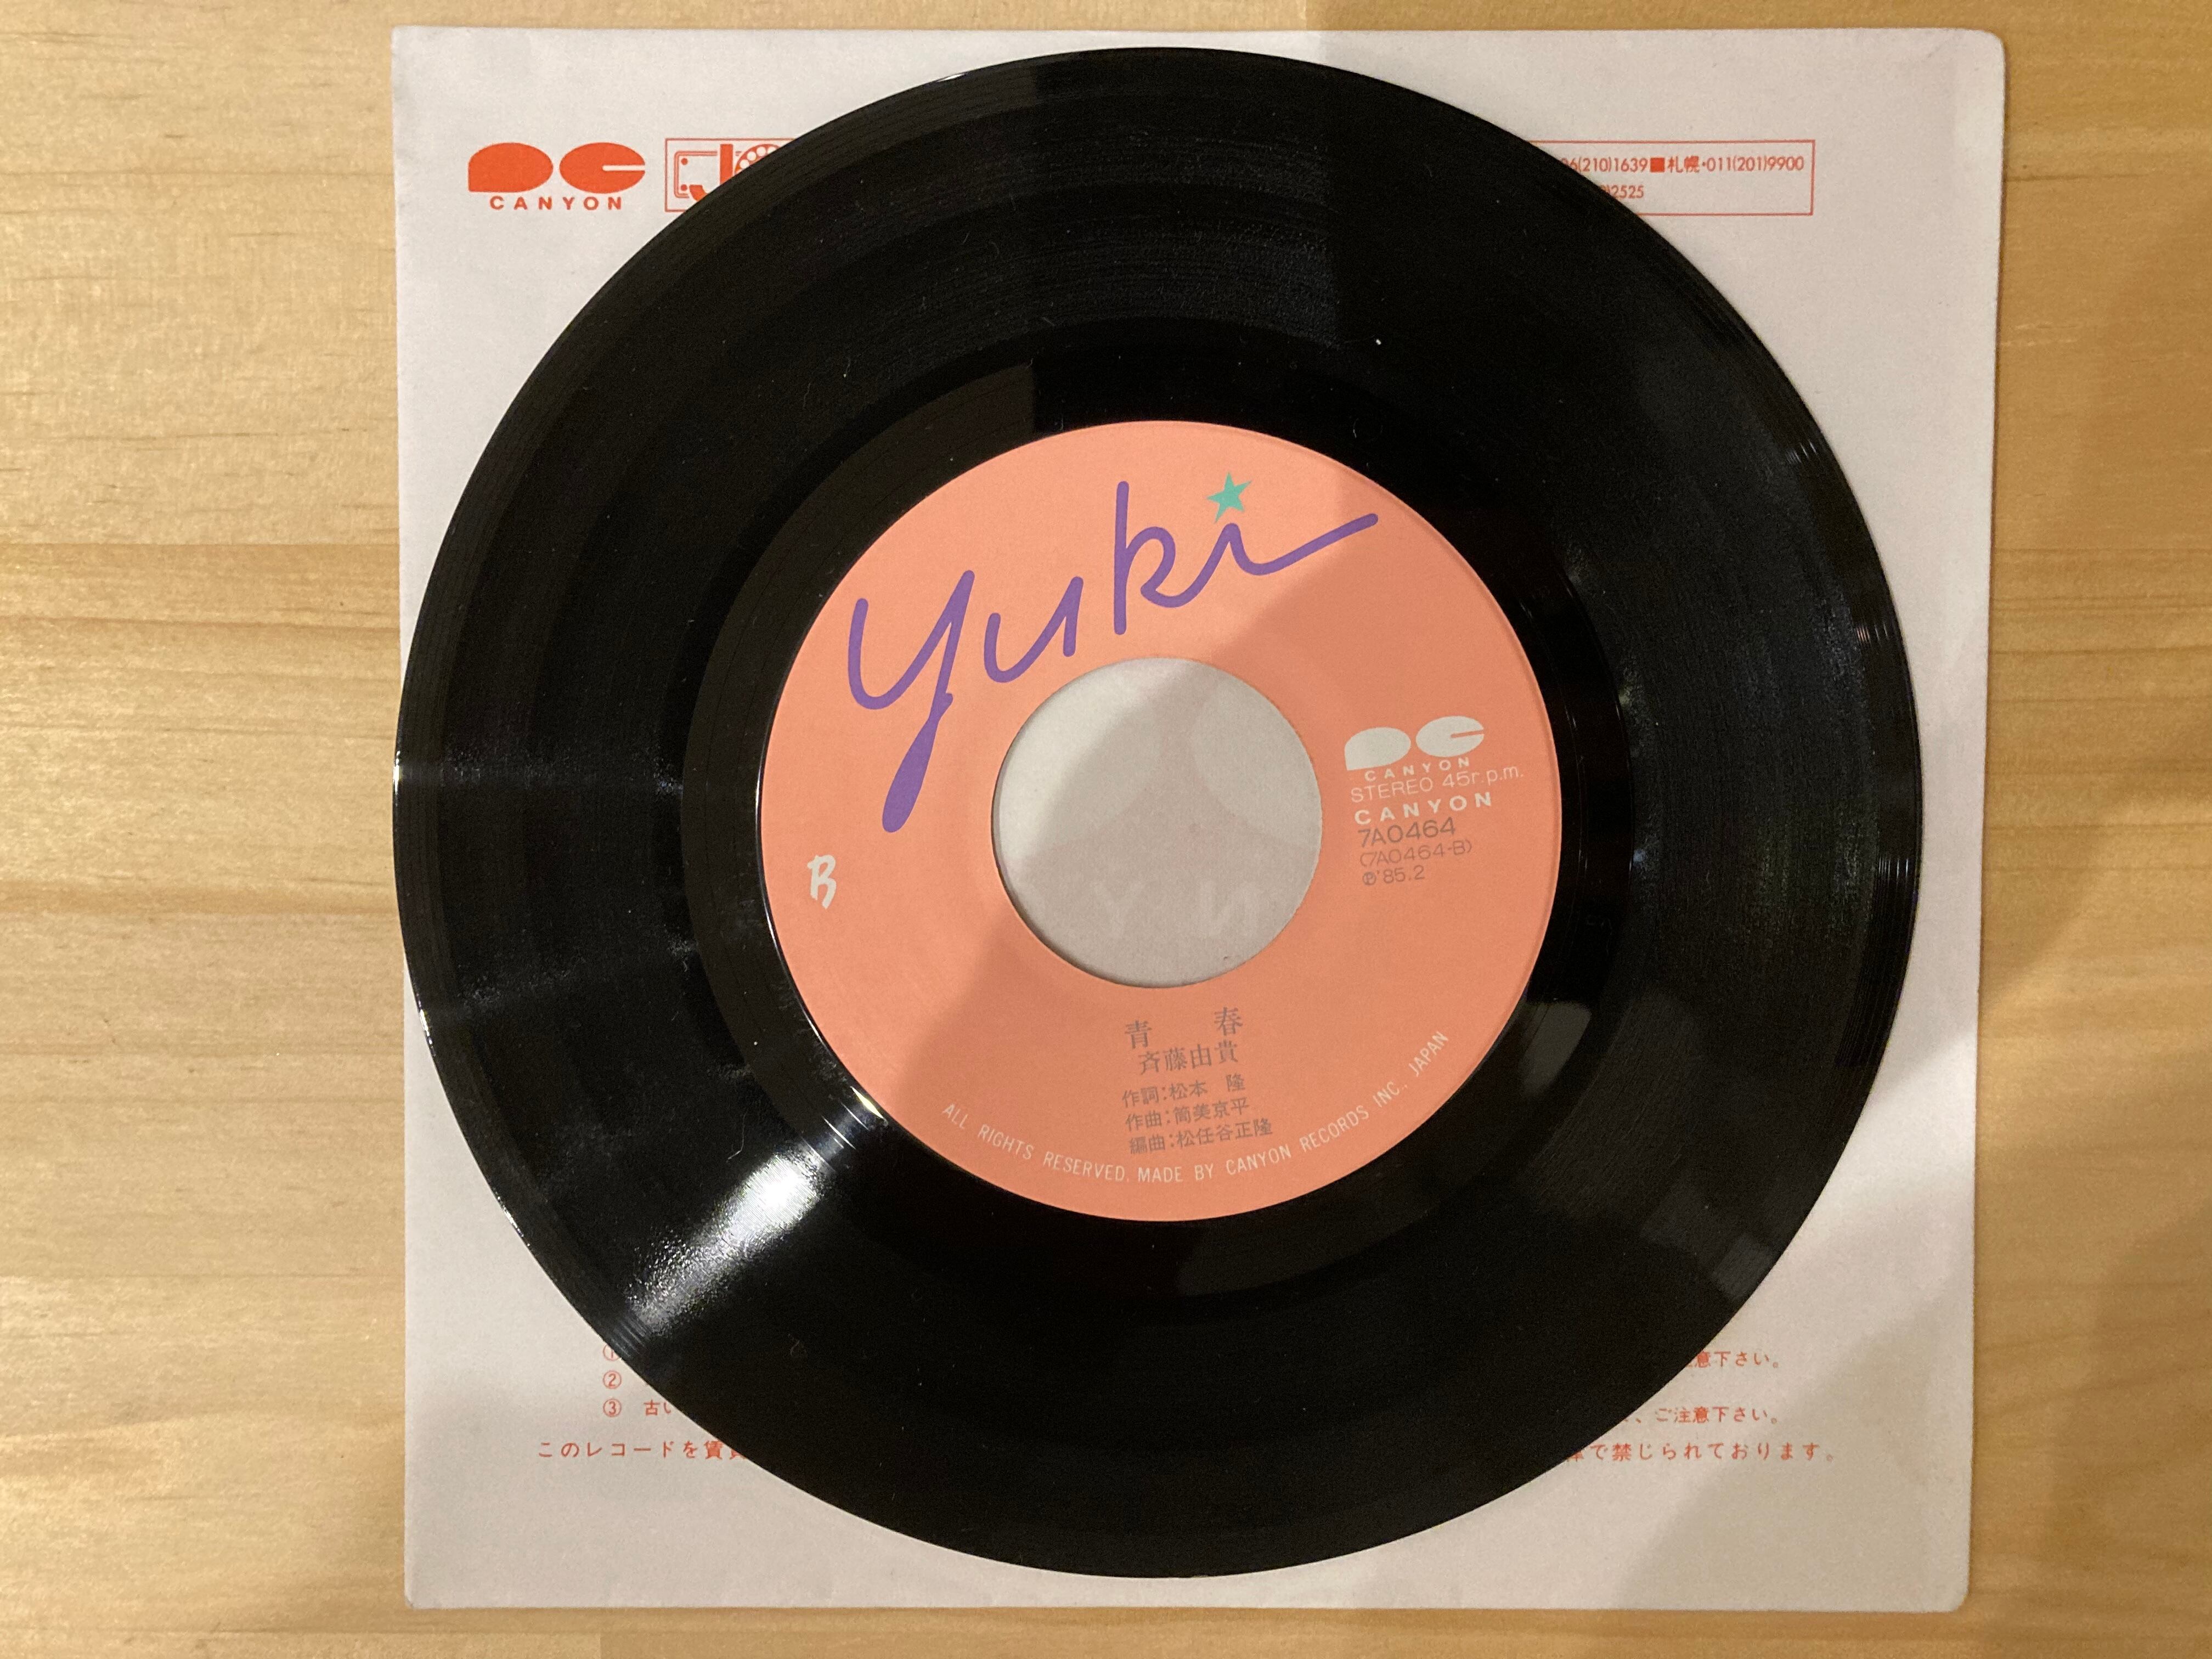 CANYON
06(210)1639■札幌・011(201)9900
2525
yuki
CANYON
STEREO 45r.p.m.
CANYON
7A0464
(7A0464-B)
℗'85.2
B
青 春
斉藤由貴
作詞:松本 隆
作曲:筒美京平
編曲:松任谷正隆
ALL RIGHTS RESERVED. MADE BY CANYON RECORDS INC., JAPAN
① 意下さい。
②
③ 古い 、ご注意下さい。
このレコードを賃 で禁じられております。